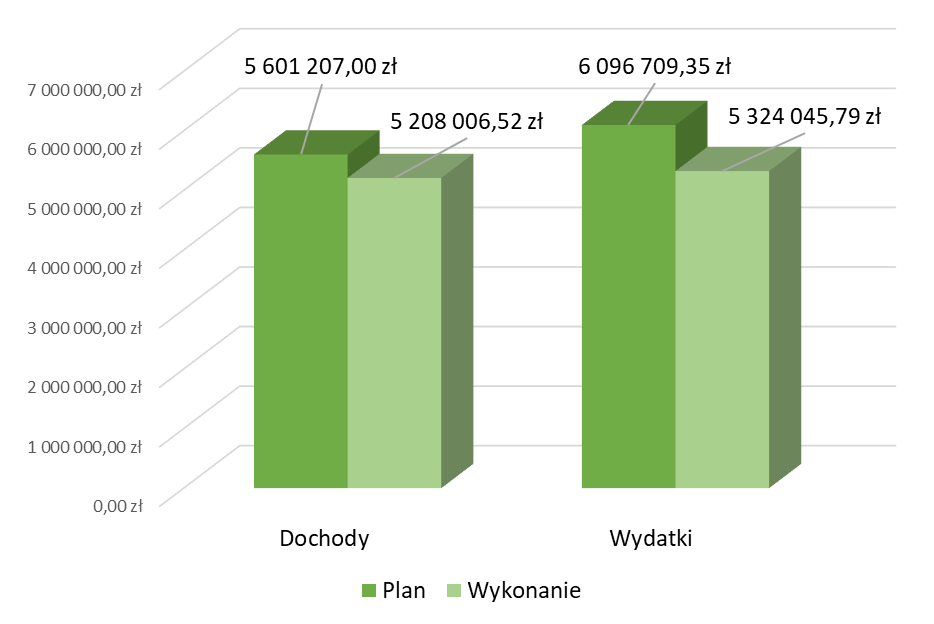 5 601 207,00 zł
6 096 709,35 zł
5 208 006,52 zł
5 324 045,79 zł
7 000 000,00 zł
6 000 000,00 zł
5 000 000,00 zł
4 000 000,00 zł
3 000 000,00 zł
2 000 000,00 zł
1 000 000,00 zł
0,00 zł
Dochody
Wydatki
Plan
Wykonanie